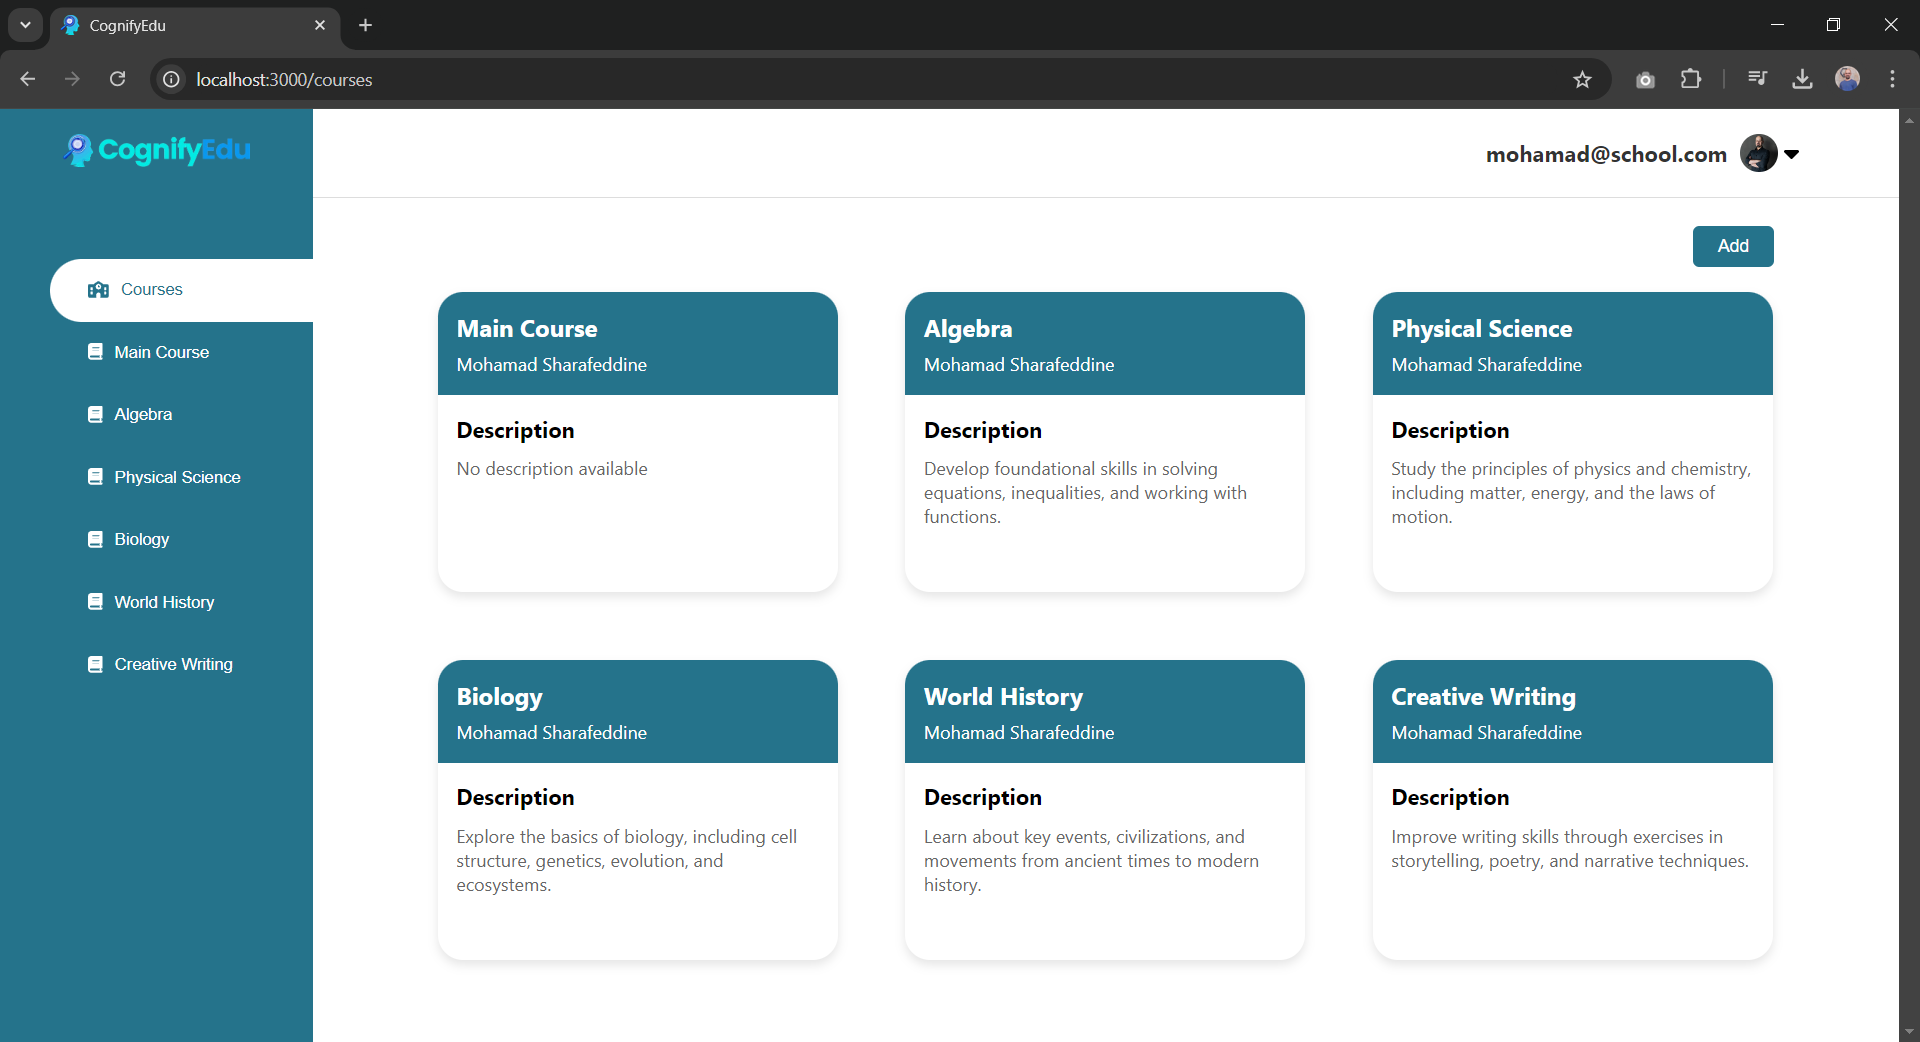 CognifyEdu
localhost:3000/courses
CognifyEdu
mohamad@school.com
Add
Courses
Main Course
Algebra
Physical Science
Biology
World History
Creative Writing
Main Course
Mohamad Sharafeddine
Description
No description available
Algebra
Mohamad Sharafeddine
Description
Develop foundational skills in solving
equations, inequalities, and working with
functions.
Physical Science
Mohamad Sharafeddine
Description
Study the principles of physics and chemistry,
including matter, energy, and the laws of
motion.
Biology
Mohamad Sharafeddine
Description
Explore the basics of biology, including cell
structure, genetics, evolution, and
ecosystems.
World History
Mohamad Sharafeddine
Description
Learn about key events, civilizations, and
movements from ancient times to modern
history.
Creative Writing
Mohamad Sharafeddine
Description
Improve writing skills through exercises in
storytelling, poetry, and narrative techniques.